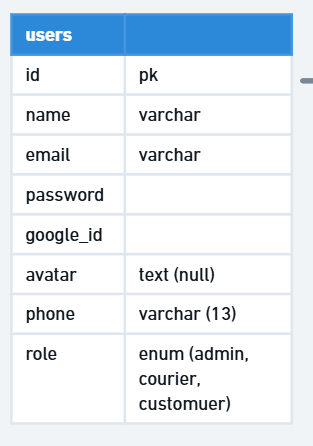 users
id pk
name varchar
email varchar
password
google_id
avatar text (null)
phone varchar (13)
role enum (admin,
courier,
customuer)